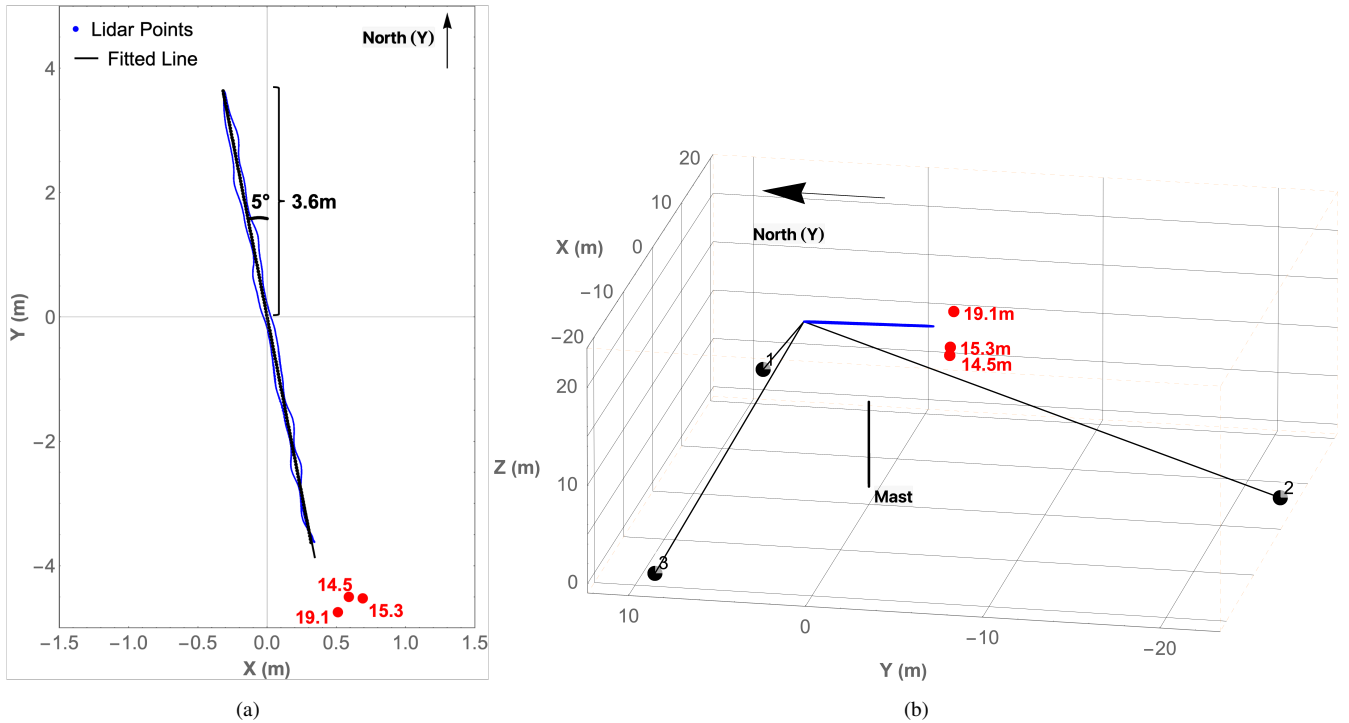 Lidar Points
Fitted Line
North (Y)
4
2
0
−2
−4
5°
3.6m
14.5
19.1
15.3
−1.5
−1.0
−0.5
0.0
0.5
1.0
1.5
Y (m)
X (m)
(a)
20
10
0
−10
−20
X (m)
North (Y)
19.1m
15.3m
14.5m
1
2
3
Mast
20
10
0
Z (m)
10
0
−10
−20
Y (m)
(b)